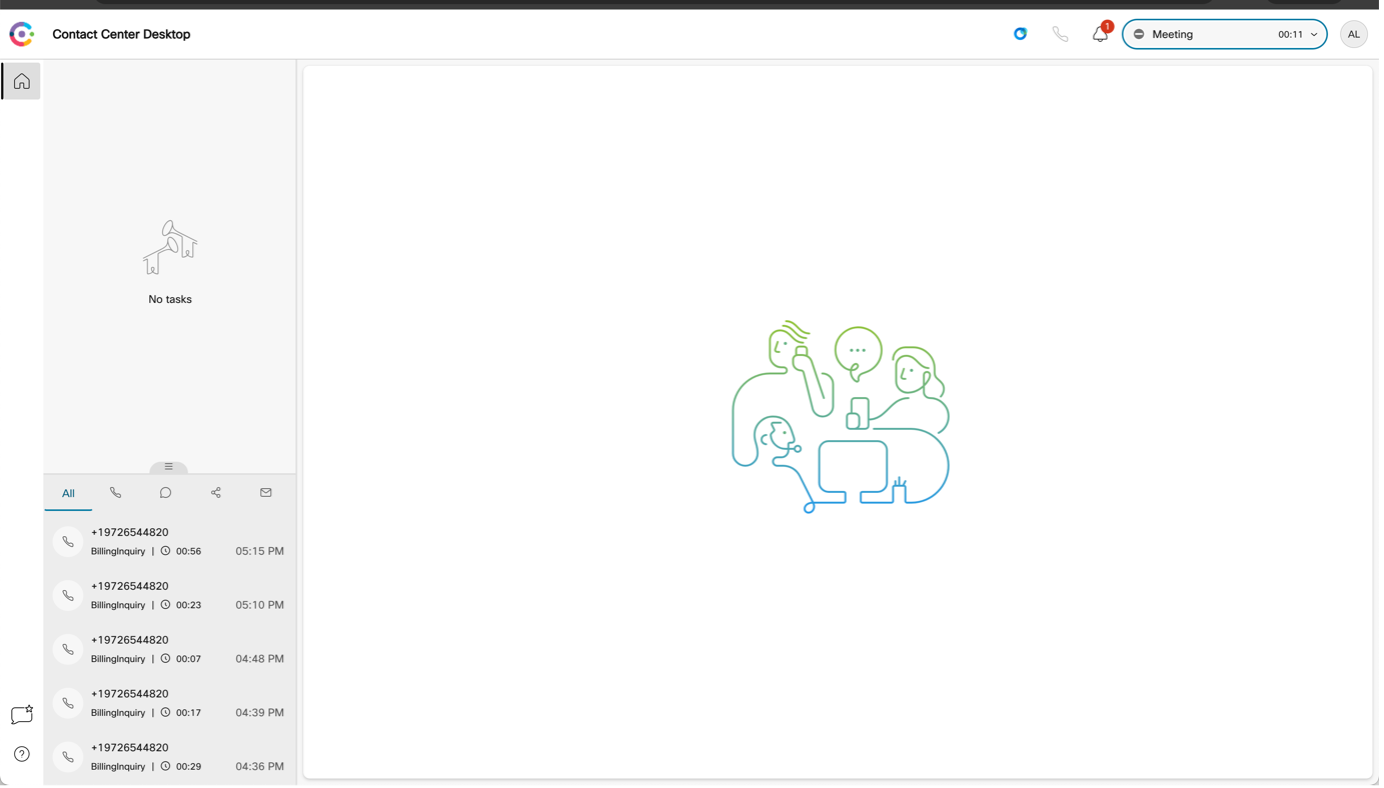 Contact Center Desktop
1
Meeting
00:11
AL
No tasks
All
+19726544820
BillingInquiry | 00:56 05:15 PM
+19726544820
BillingInquiry | 00:23 05:10 PM
+19726544820
BillingInquiry | 00:07 04:48 PM
+19726544820
BillingInquiry | 00:17 04:39 PM
+19726544820
BillingInquiry | 00:29 04:36 PM